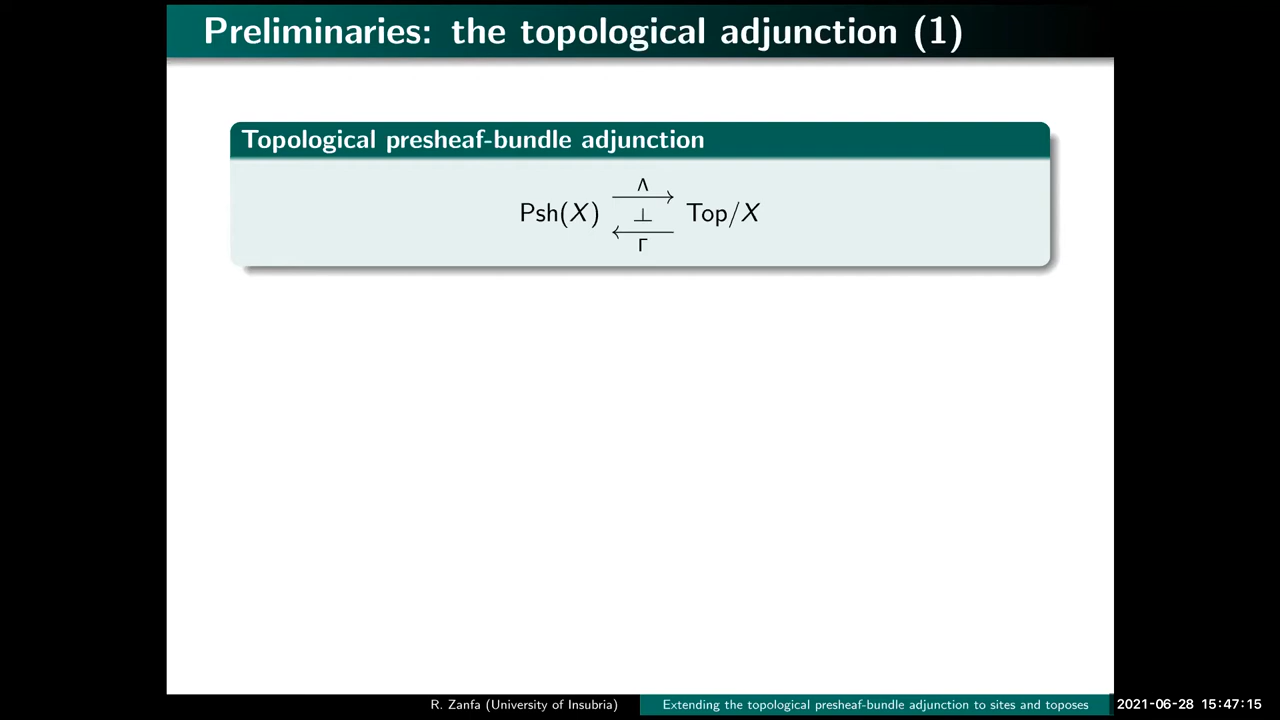 Preliminaries: the topological adjunction (1)
Topological presheaf-bundle adjunction
Λ
Psh(X) ⊥ Top/X
Γ
R. Zanfa (University of Insubria) Extending the topological presheaf-bundle adjunction to sites and toposes 2021-06-28 15:47:15